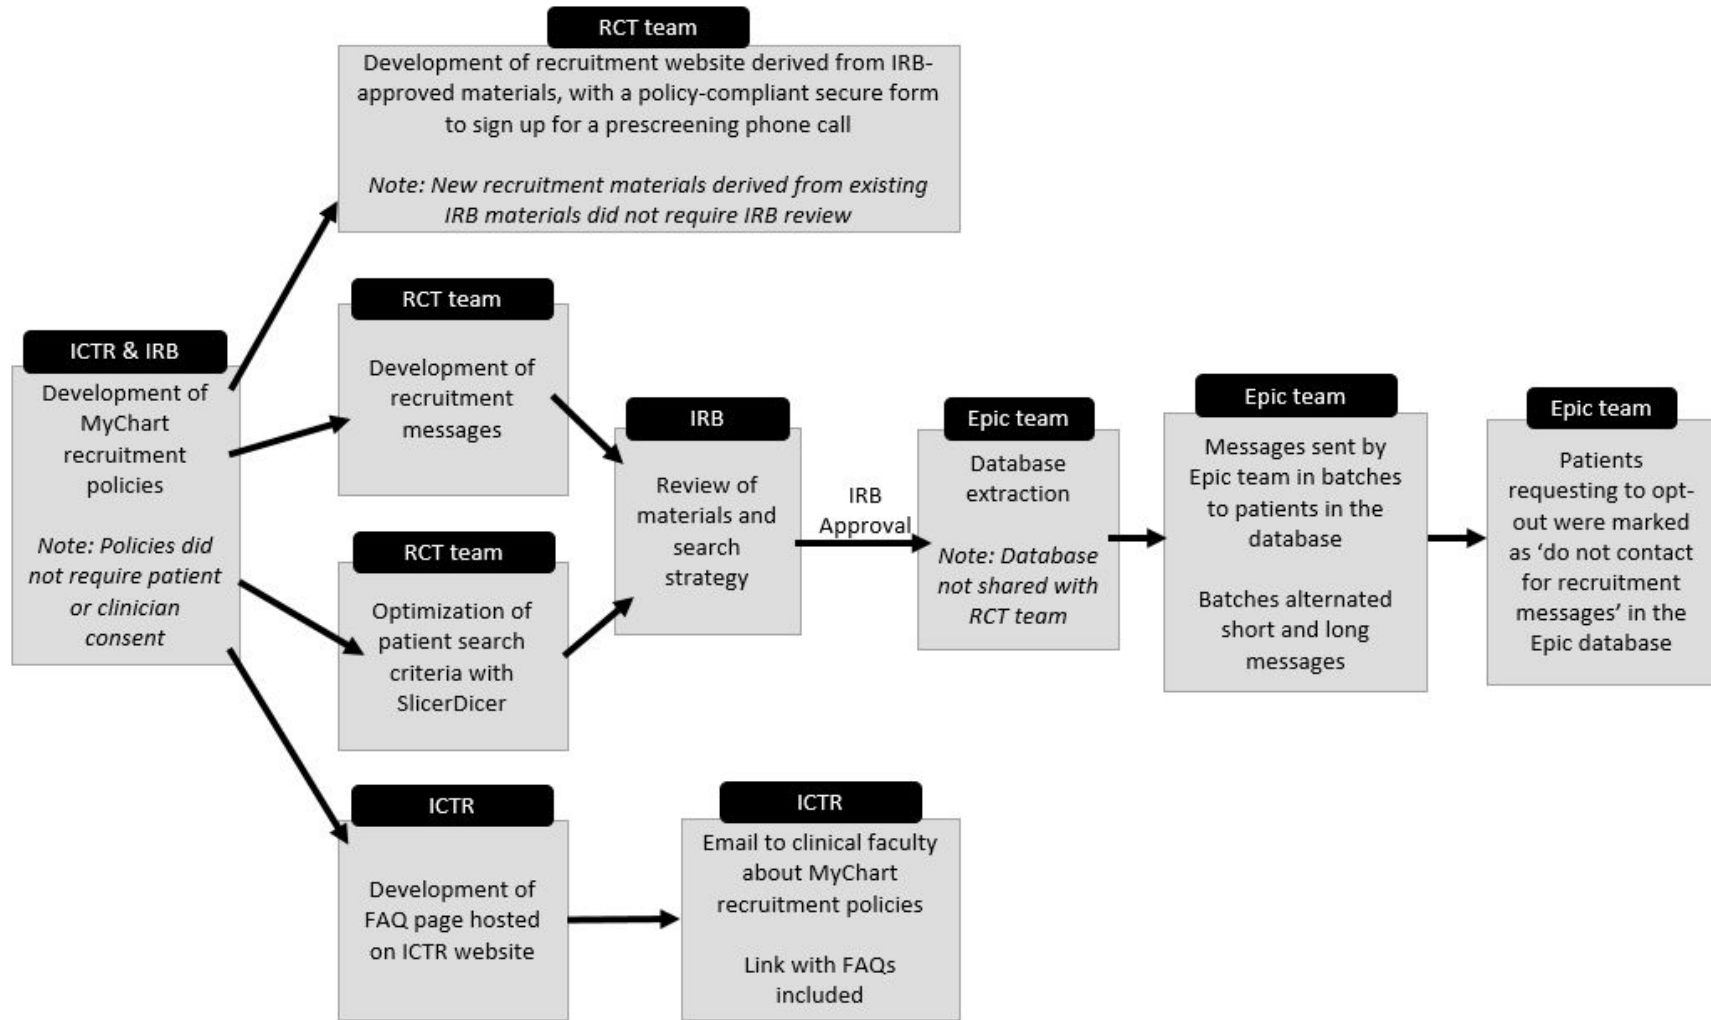 RCT team
Development of recruitment website derived from IRB-
approved materials, with a policy-compliant secure form
to sign up for a prescreening phone call
Note: New recruitment materials derived from existing
IRB materials did not require IRB review
ICTR & IRB
Development of
MyChart
recruitment
policies
Note: Policies did
not require patient
or clinician
consent
RCT team
Development of
recruitment
messages
RCT team
Optimization of
patient search
criteria with
SlicerDicer
IRB
Review of
materials and
search
strategy
IRB
Approval
Epic team
Database
extraction
Note: Database
not shared with
RCT team
Epic team
Messages sent by
Epic team in batches
to patients in the
database
Batches alternated
short and long
messages
Epic team
Patients
requesting to opt-
out were marked
as ‘do not contact
for recruitment
messages’ in the
Epic database
ICTR
Development of
FAQ page hosted
on ICTR website
ICTR
Email to clinical faculty
about MyChart
recruitment policies
Link with FAQs
included